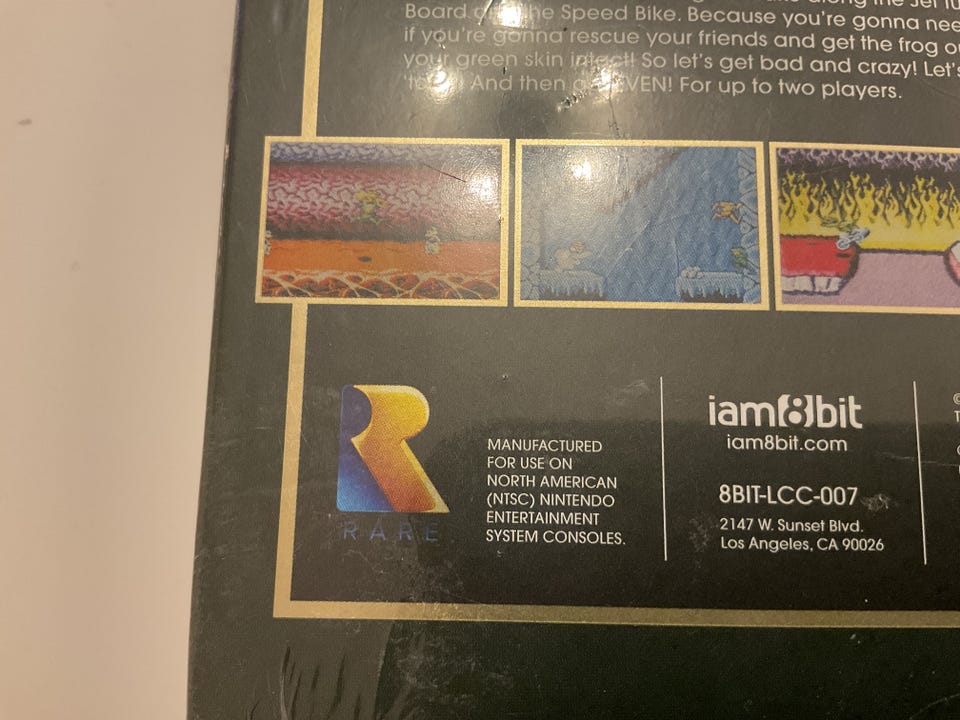 Board the Speed Bike. Because you're gonna nee
if you're gonna rescue your friends and get the frog o
your green skin intact! So let's get bad and crazy! Let's
And then VEN! For up to two players.
RARE
MANUFACTURED
FOR USE ON
NORTH AMERICAN
(NTSC) NINTENDO
ENTERTAINMENT
SYSTEM CONSOLES.
iam8bit
iam8bit.com
8BIT-LCC-007
2147 W. Sunset Blvd.
Los Angeles, CA 90026
©
T